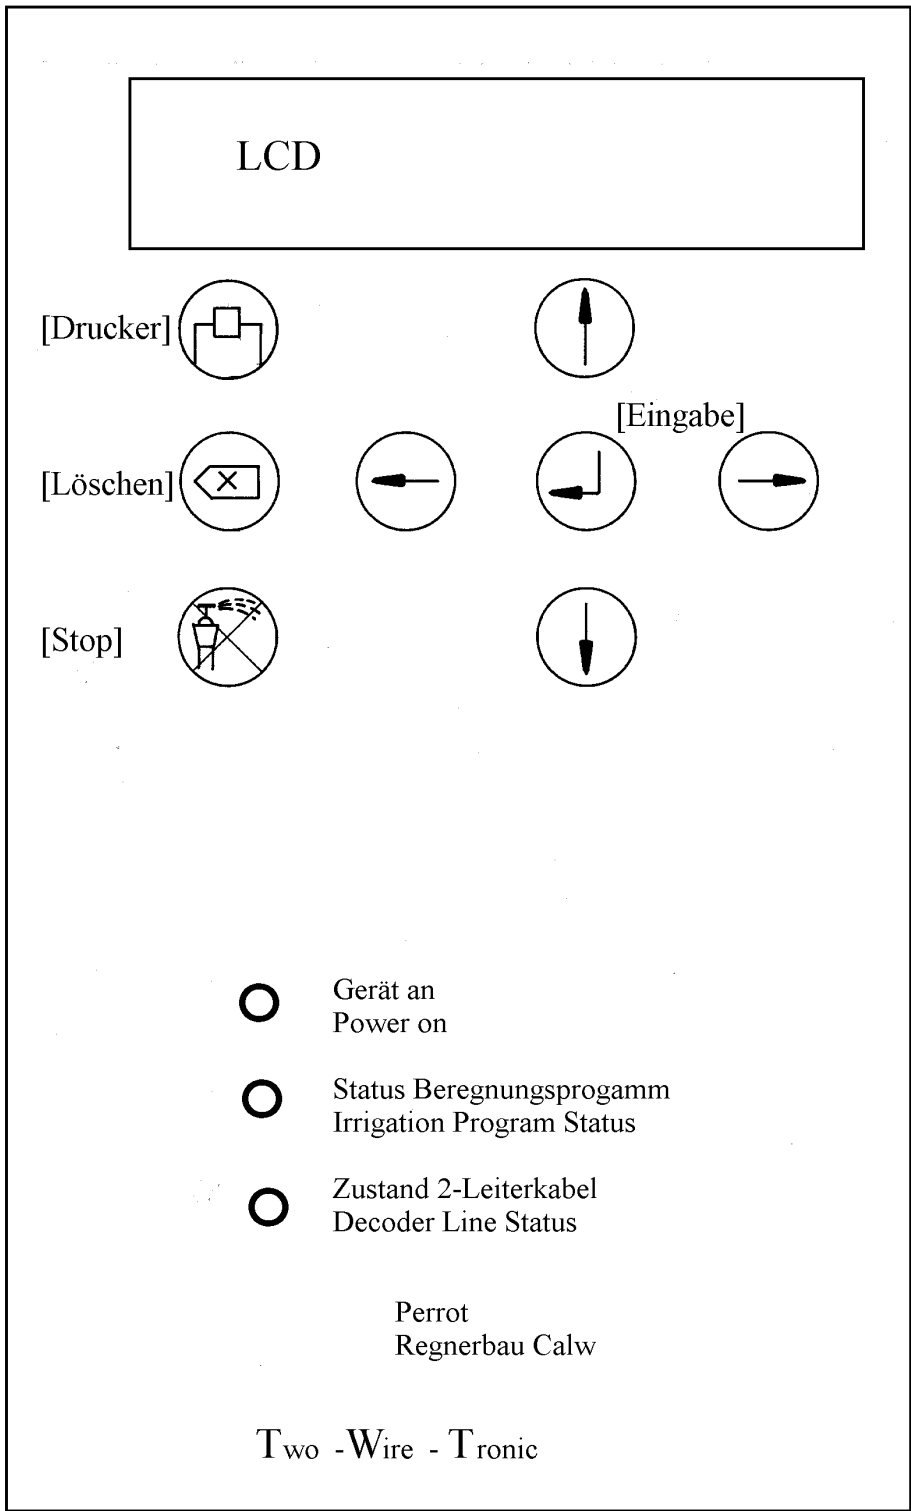 LCD
[Drucker]
[Eingabe]
[Löschen]
[Stop]
Gerät an
Power on
Status Beregnungsprogamm
Irrigation Program Status
Zustand 2-Leiterkabel
Decoder Line Status
Perrot
Regnerbau Calw
Two -Wire - Tronic